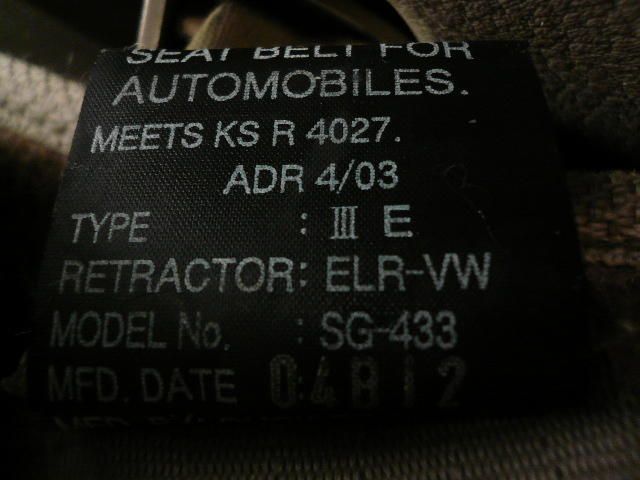 SEAT BELT FOR
AUTOMOBILES.
MEETS KS R 4027.
ADR 4/03
TYPE : III E
RETRACTOR: ELR-VW
MODEL No. : SG-433
MFD. DATE 04812